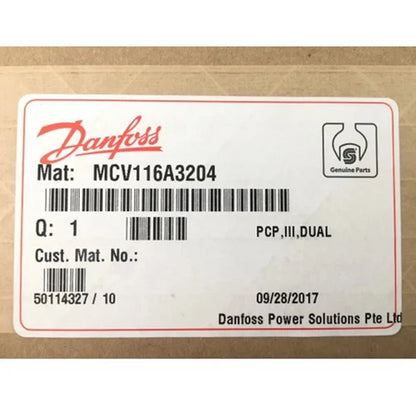 Danfoss
Genuine Parts
Mat: MCV116A3204
Q: 1
PCP,III,DUAL
Cust. Mat. No.:
50114327 / 10
09/28/2017
Danfoss Power Solutions Pte Ltd